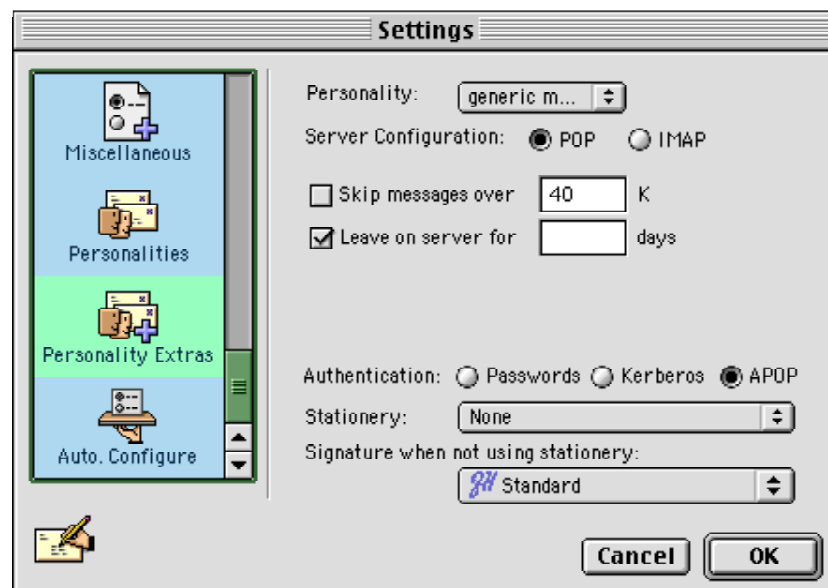 Settings
Miscellaneous
Personalities
Personality Extras
Auto. Configure
Personality: generic m...
Server Configuration: POP IMAP
Skip messages over 40 K
Leave on server for days
Authentication: Passwords Kerberos APOP
Stationery: None
Signature when not using stationery:
Standard
Cancel OK